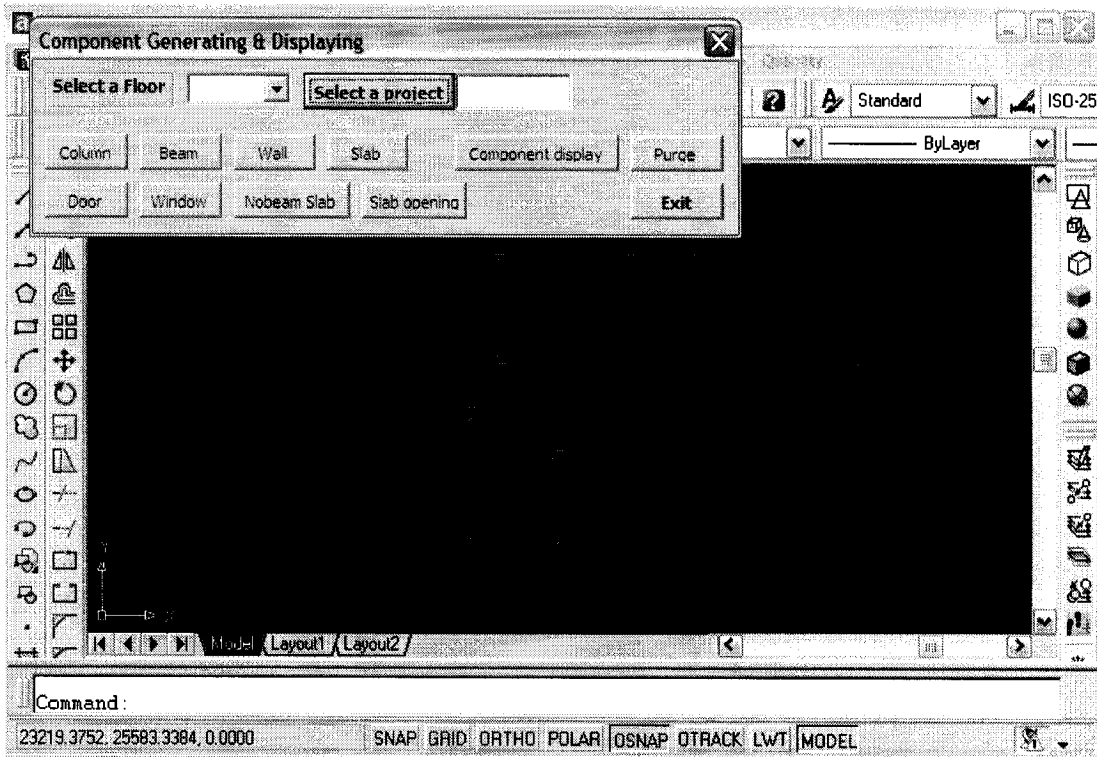 Component Generating & Displaying
Select a Floor Select a project
Standard ISO-25
ByLayer
Column Beam Wall Slab Component display Purge
Door Window Nobeam Slab Slab opening Exit
Model Layout1 Layout2
Command:
23219.3752, 25583.3384, 0.0000 SNAP GRID ORTHO POLAR OSNAP OTRACK LWT MODEL